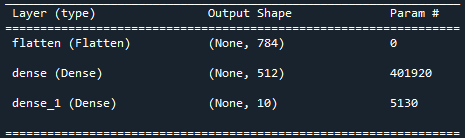 Layer (type) Output Shape Param #
=================================================================
flatten (Flatten) (None, 784) 0
dense (Dense) (None, 512) 401920
dense_1 (Dense) (None, 10) 5130
=================================================================